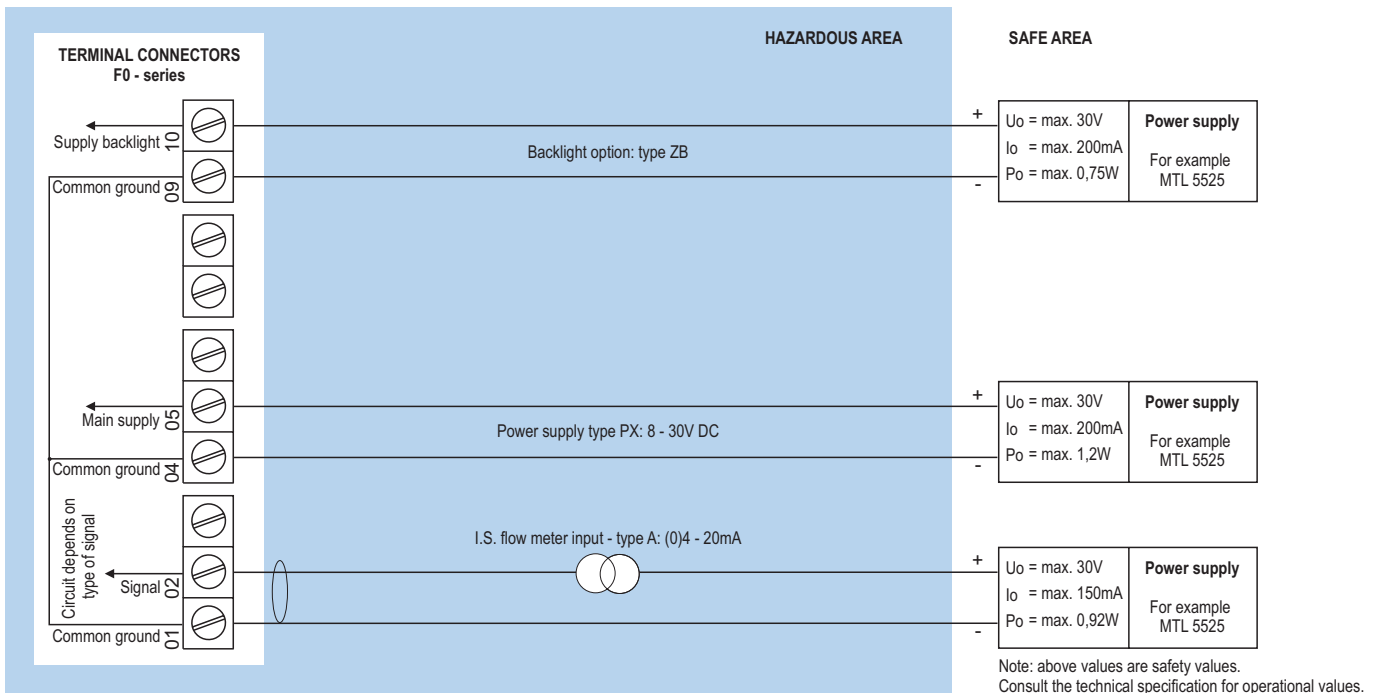 HAZARDOUS AREA
SAFE AREA
TERMINAL CONNECTORS
F0 - series
Supply backlight
10
Common ground
09
Backlight option: type ZB
+
-
Uo = max. 30V
Io = max. 200mA
Po = max. 0,75W
Power supply
For example
MTL 5525
Main supply
05
Common ground
04
Power supply type PX: 8 - 30V DC
+
-
Uo = max. 30V
Io = max. 200mA
Po = max. 1,2W
Power supply
For example
MTL 5525
Circuit depends on
type of signal
Signal
02
Common ground
01
I.S. flow meter input - type A: (0)4 - 20mA
+
-
Uo = max. 30V
Io = max. 150mA
Po = max. 0,92W
Power supply
For example
MTL 5525
Note: above values are safety values.
Consult the technical specification for operational values.